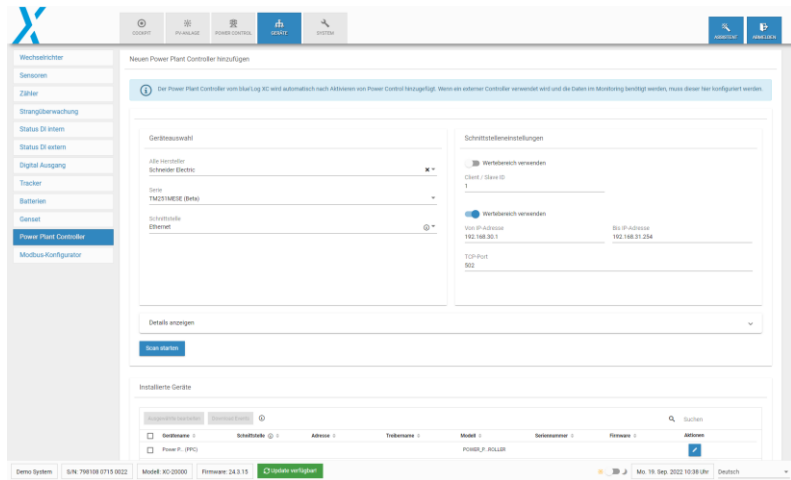 COCKPIT
PV-ANLAGE
POWER CONTROL
GERÄTE
SYSTEM
ASSISTENT
ANMELDEN
Wechselrichter
Sensoren
Zähler
Strangüberwachung
Status DI intern
Status DI extern
Digital Ausgang
Tracker
Batterien
Genset
Power Plant Controller
Modbus-Konfigurator
Neuen Power Plant Controller hinzufügen
Der Power Plant Controller vom blue'Log XC wird automatisch nach Aktivieren von Power Control hinzugefügt. Wenn ein externer Controller verwendet wird und die Daten im Monitoring benötigt werden, muss dieser hier konfiguriert werden.
Geräteauswahl
Alle Hersteller
Schneider Electric
Serie
TM251MESE (Beta)
Schnittstelle
Ethernet
Schnittstelleneinstellungen
Wertebereich verwenden
Client / Slave ID
1
Wertebereich verwenden
Von IP-Adresse
192.168.30.1
Bis IP-Adresse
192.168.31.254
TCP-Port
502
Details anzeigen
Scan starten
Installierte Geräte
Ausgewählte bearbeiten
Suchen
Gerätename
Schnittstelle
Adresse
Treibername
Modell
Seriennummer
Firmware
Aktionen
Power P... (PPC)
POWER_P...ROLLER
Demo System
S/N: 798108 0715 0022
Modell: XC-20000
Firmware: 24.3.15
Update verfügbar!
Mo. 19. Sep. 2022 10:38 Uhr
Deutsch